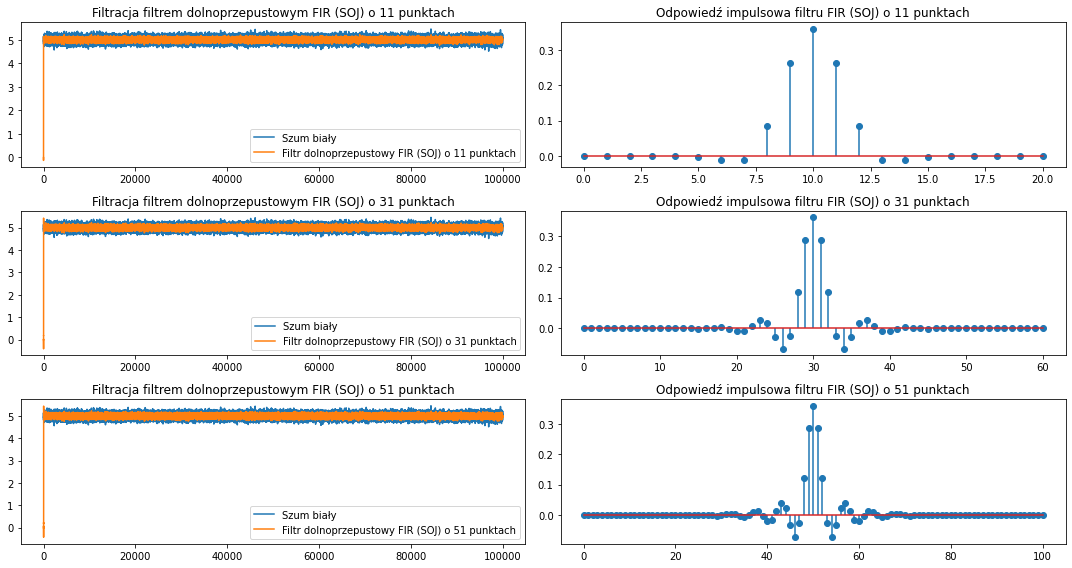 Filtracja filtrem dolnoprzepustowym FIR (SOJ) o 11 punktach
5
4
3
2
1
0
Szum biały
Filtr dolnoprzepustowy FIR (SOJ) o 11 punktach
0 20000 40000 60000 80000 100000
Odpowiedź impulsowa filtru FIR (SOJ) o 11 punktach
0.3
0.2
0.1
0.0
0.0 2.5 5.0 7.5 10.0 12.5 15.0 17.5 20.0
Filtracja filtrem dolnoprzepustowym FIR (SOJ) o 31 punktach
5
4
3
2
1
0
Szum biały
Filtr dolnoprzepustowy FIR (SOJ) o 31 punktach
0 20000 40000 60000 80000 100000
Odpowiedź impulsowa filtru FIR (SOJ) o 31 punktach
0.3
0.2
0.1
0.0
0 10 20 30 40 50 60
Filtracja filtrem dolnoprzepustowym FIR (SOJ) o 51 punktach
5
4
3
2
1
0
Szum biały
Filtr dolnoprzepustowy FIR (SOJ) o 51 punktach
0 20000 40000 60000 80000 100000
Odpowiedź impulsowa filtru FIR (SOJ) o 51 punktach
0.3
0.2
0.1
0.0
0 20 40 60 80 100